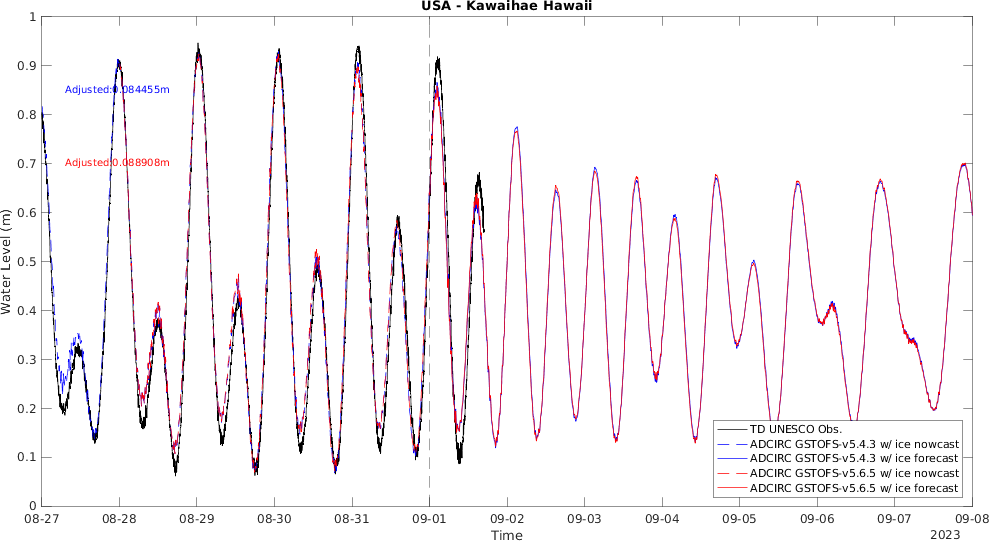 USA - Kawaihae Hawaii
Water Level (m)
1
0.9
0.8
0.7
0.6
0.5
0.4
0.3
0.2
0.1
0
Adjusted:0.084455m
Adjusted:0.088908m
TD UNESCO Obs.
ADCIRC GSTOFS-v5.4.3 w/ ice nowcast
ADCIRC GSTOFS-v5.4.3 w/ ice forecast
ADCIRC GSTOFS-v5.6.5 w/ ice nowcast
ADCIRC GSTOFS-v5.6.5 w/ ice forecast
08-27 08-28 08-29 08-30 08-31 09-01 09-02 09-03 09-04 09-05 09-06 09-07 09-08
Time
2023